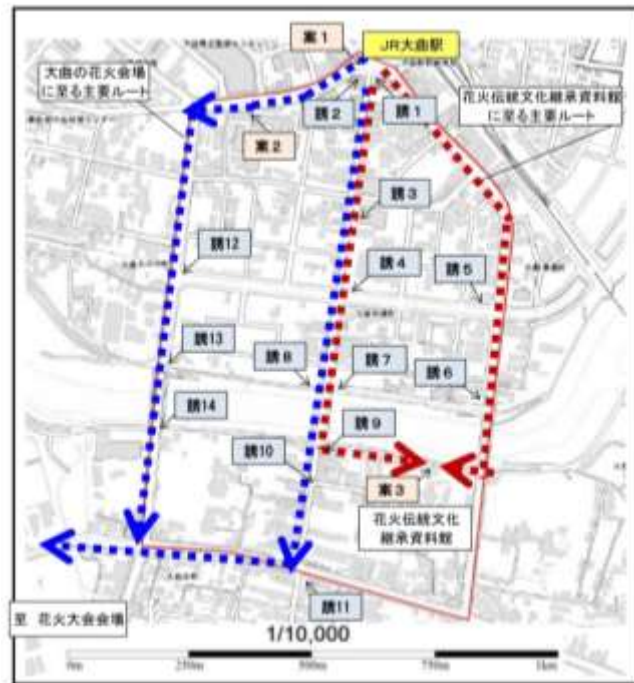 案1
JR大曲駅
大曲の花火会場
に至る主要ルート
花火伝統文化継承資料館
に至る主要ルート
誘2
誘1
案2
誘3
誘12
誘4
誘5
誘13
誘8
誘7
誘6
誘14
誘9
誘10
案3
花火伝統文化
継承資料館
誘11
至 花火大会会場
1/10,000
0m
250m
500m
750m
1km